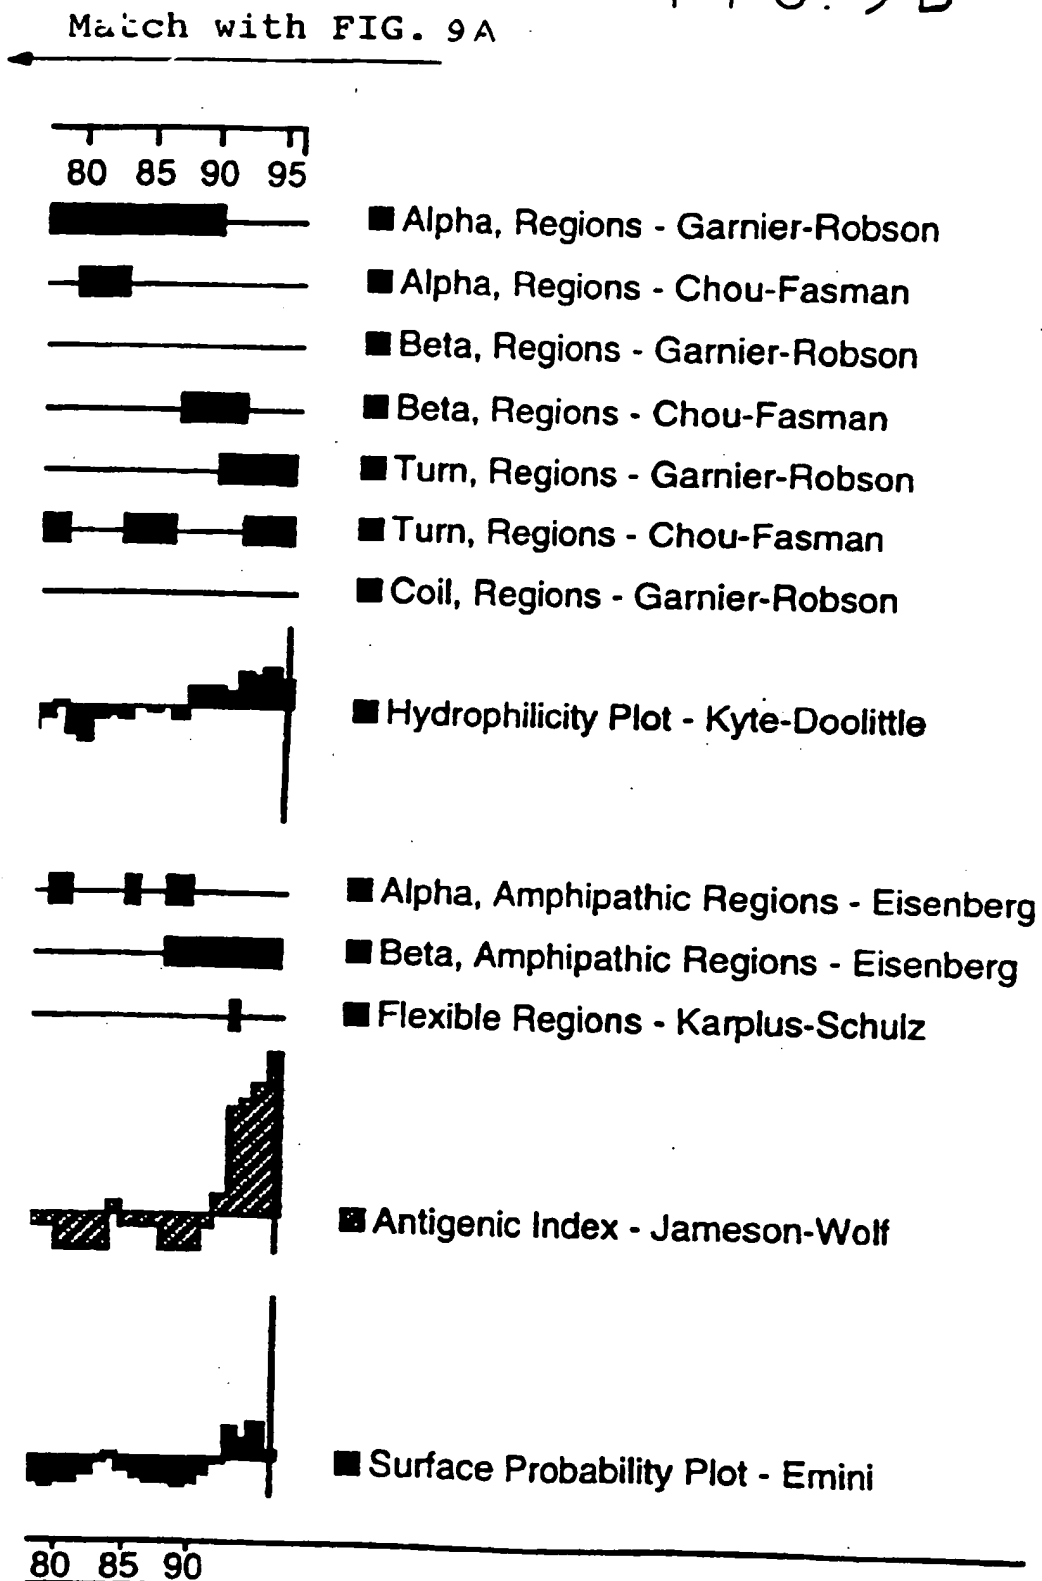 FIG. 9B
Match with FIG. 9A
80 85 90 95
Alpha, Regions - Garnier-Robson
Alpha, Regions - Chou-Fasman
Beta, Regions - Garnier-Robson
Beta, Regions - Chou-Fasman
Turn, Regions - Garnier-Robson
Turn, Regions - Chou-Fasman
Coil, Regions - Garnier-Robson
Hydrophilicity Plot - Kyte-Doolittle
Alpha, Amphipathic Regions - Eisenberg
Beta, Amphipathic Regions - Eisenberg
Flexible Regions - Karplus-Schulz
Antigenic Index - Jameson-Wolf
Surface Probability Plot - Emini
80 85 90